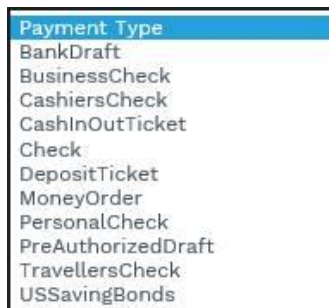 Payment Type
BankDraft
BusinessCheck
CashiersCheck
CashInOutTicket
Check
DepositTicket
MoneyOrder
PersonalCheck
PreAuthorizedDraft
TravellersCheck
USSavingBonds